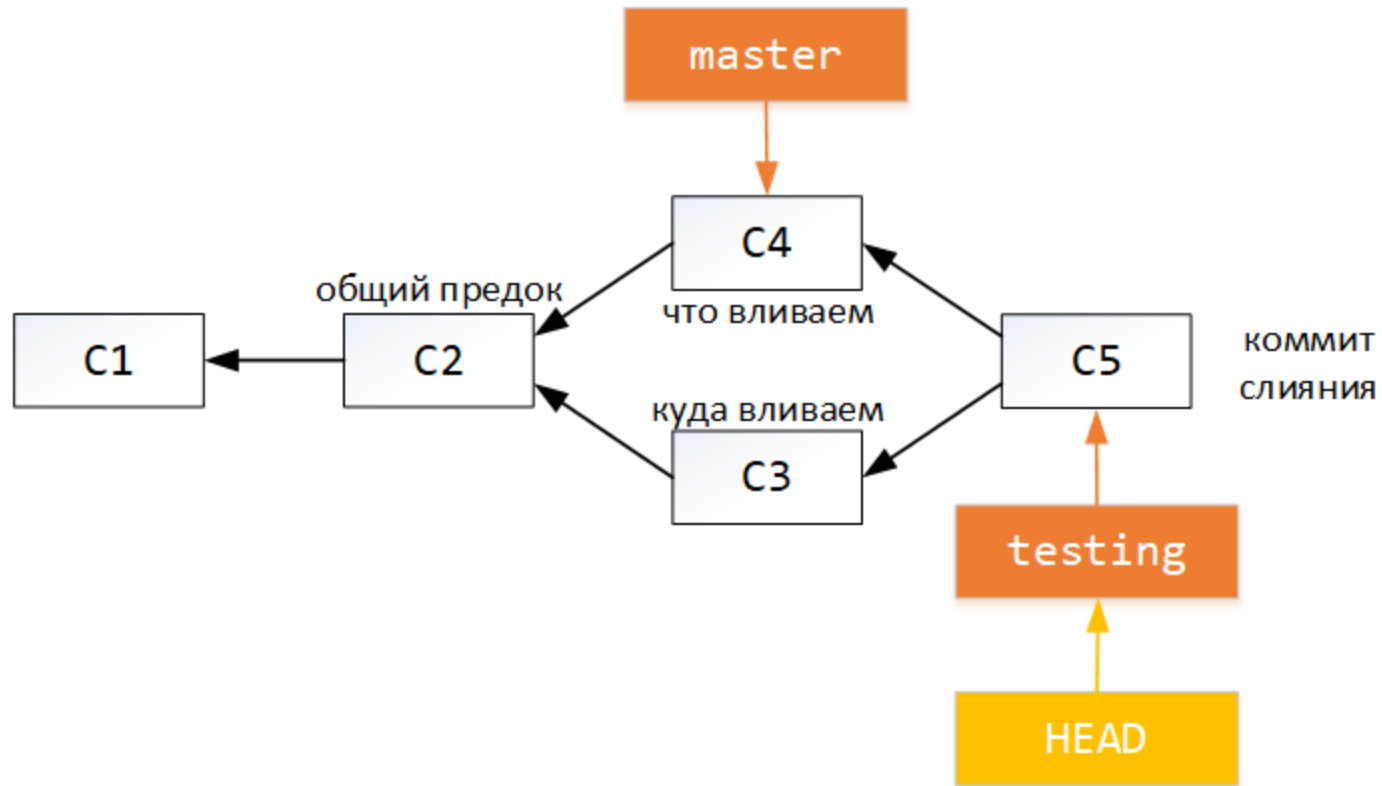 master
C4
общий предок
что вливаем
C1
C2
C5
коммит
слияния
куда вливаем
C3
testing
HEAD